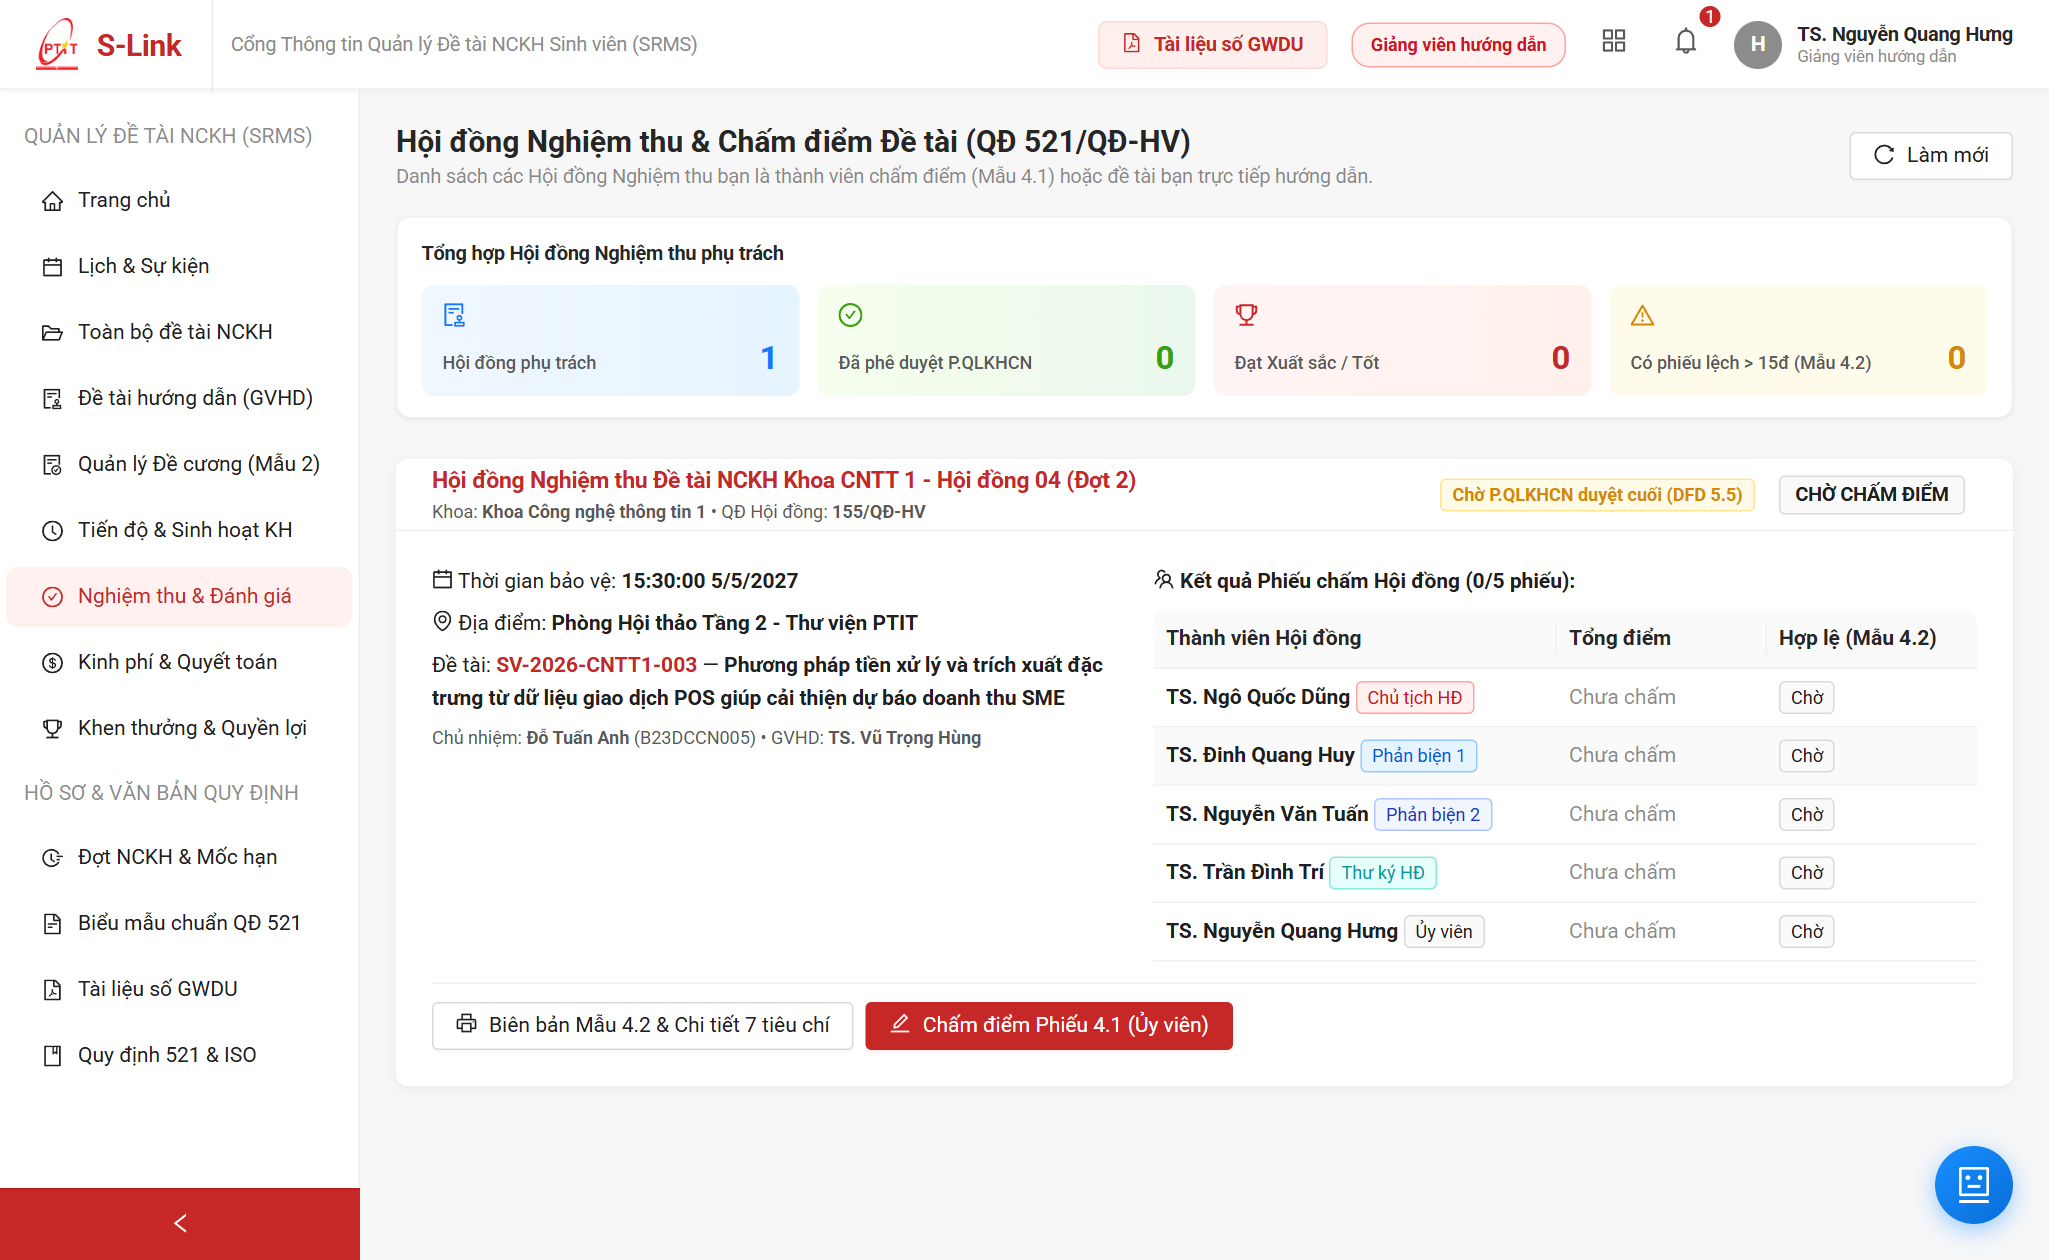 PTIT
S-Link
Cổng Thông tin Quản lý Đề tài NCKH Sinh viên (SRMS)
Tài liệu số GWDU
Giảng viên hướng dẫn
1
H
TS. Nguyễn Quang Hưng
Giảng viên hướng dẫn
QUẢN LÝ ĐỀ TÀI NCKH (SRMS)
Trang chủ
Lịch & Sự kiện
Toàn bộ đề tài NCKH
Đề tài hướng dẫn (GVHD)
Quản lý Đề cương (Mẫu 2)
Tiến độ & Sinh hoạt KH
Nghiệm thu & Đánh giá
Kinh phí & Quyết toán
Khen thưởng & Quyền lợi
HỒ SƠ & VĂN BẢN QUY ĐỊNH
Đợt NCKH & Mốc hạn
Biểu mẫu chuẩn QĐ 521
Tài liệu số GWDU
Quy định 521 & ISO
Hội đồng Nghiệm thu & Chấm điểm Đề tài (QĐ 521/QĐ-HV)
Danh sách các Hội đồng Nghiệm thu bạn là thành viên chấm điểm (Mẫu 4.1) hoặc đề tài bạn trực tiếp hướng dẫn.
Làm mới
Tổng hợp Hội đồng Nghiệm thu phụ trách
Hội đồng phụ trách 1
Đã phê duyệt P.QLKHCN 0
Đạt Xuất sắc / Tốt 0
Có phiếu lệch > 15đ (Mẫu 4.2) 0
Hội đồng Nghiệm thu Đề tài NCKH Khoa CNTT 1 - Hội đồng 04 (Đợt 2)
Khoa: Khoa Công nghệ thông tin 1 • QĐ Hội đồng: 155/QĐ-HV
Chờ P.QLKHCN duyệt cuối (DFD 5.5)
CHỜ CHẤM ĐIỂM
Thời gian bảo vệ: 15:30:00 5/5/2027
Địa điểm: Phòng Hội thảo Tầng 2 - Thư viện PTIT
Đề tài: SV-2026-CNTT1-003 — Phương pháp tiền xử lý và trích xuất đặc
trưng từ dữ liệu giao dịch POS giúp cải thiện dự báo doanh thu SME
Chủ nhiệm: Đỗ Tuấn Anh (B23DCCN005) • GVHD: TS. Vũ Trọng Hùng
Kết quả Phiếu chấm Hội đồng (0/5 phiếu):
Thành viên Hội đồng Tổng điểm Hợp lệ (Mẫu 4.2)
TS. Ngô Quốc Dũng Chủ tịch HĐ Chưa chấm Chờ
TS. Đinh Quang Huy Phản biện 1 Chưa chấm Chờ
TS. Nguyễn Văn Tuấn Phản biện 2 Chưa chấm Chờ
TS. Trần Đình Trí Thư ký HĐ Chưa chấm Chờ
TS. Nguyễn Quang Hưng Ủy viên Chưa chấm Chờ
Biên bản Mẫu 4.2 & Chi tiết 7 tiêu chí
Chấm điểm Phiếu 4.1 (Ủy viên)